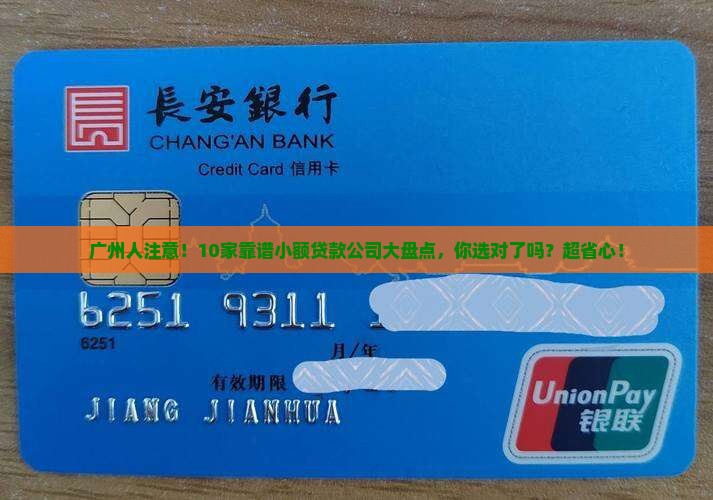 長安銀行
CHANG'AN BANK
Credit Card 信用卡
广州人注意！10家靠谱小额贷款公司大盘点，你选对了吗？超省心！
6251 9311 1
6251
月/年
有效期限
JIANG JIANHUA
UnionPay
银联